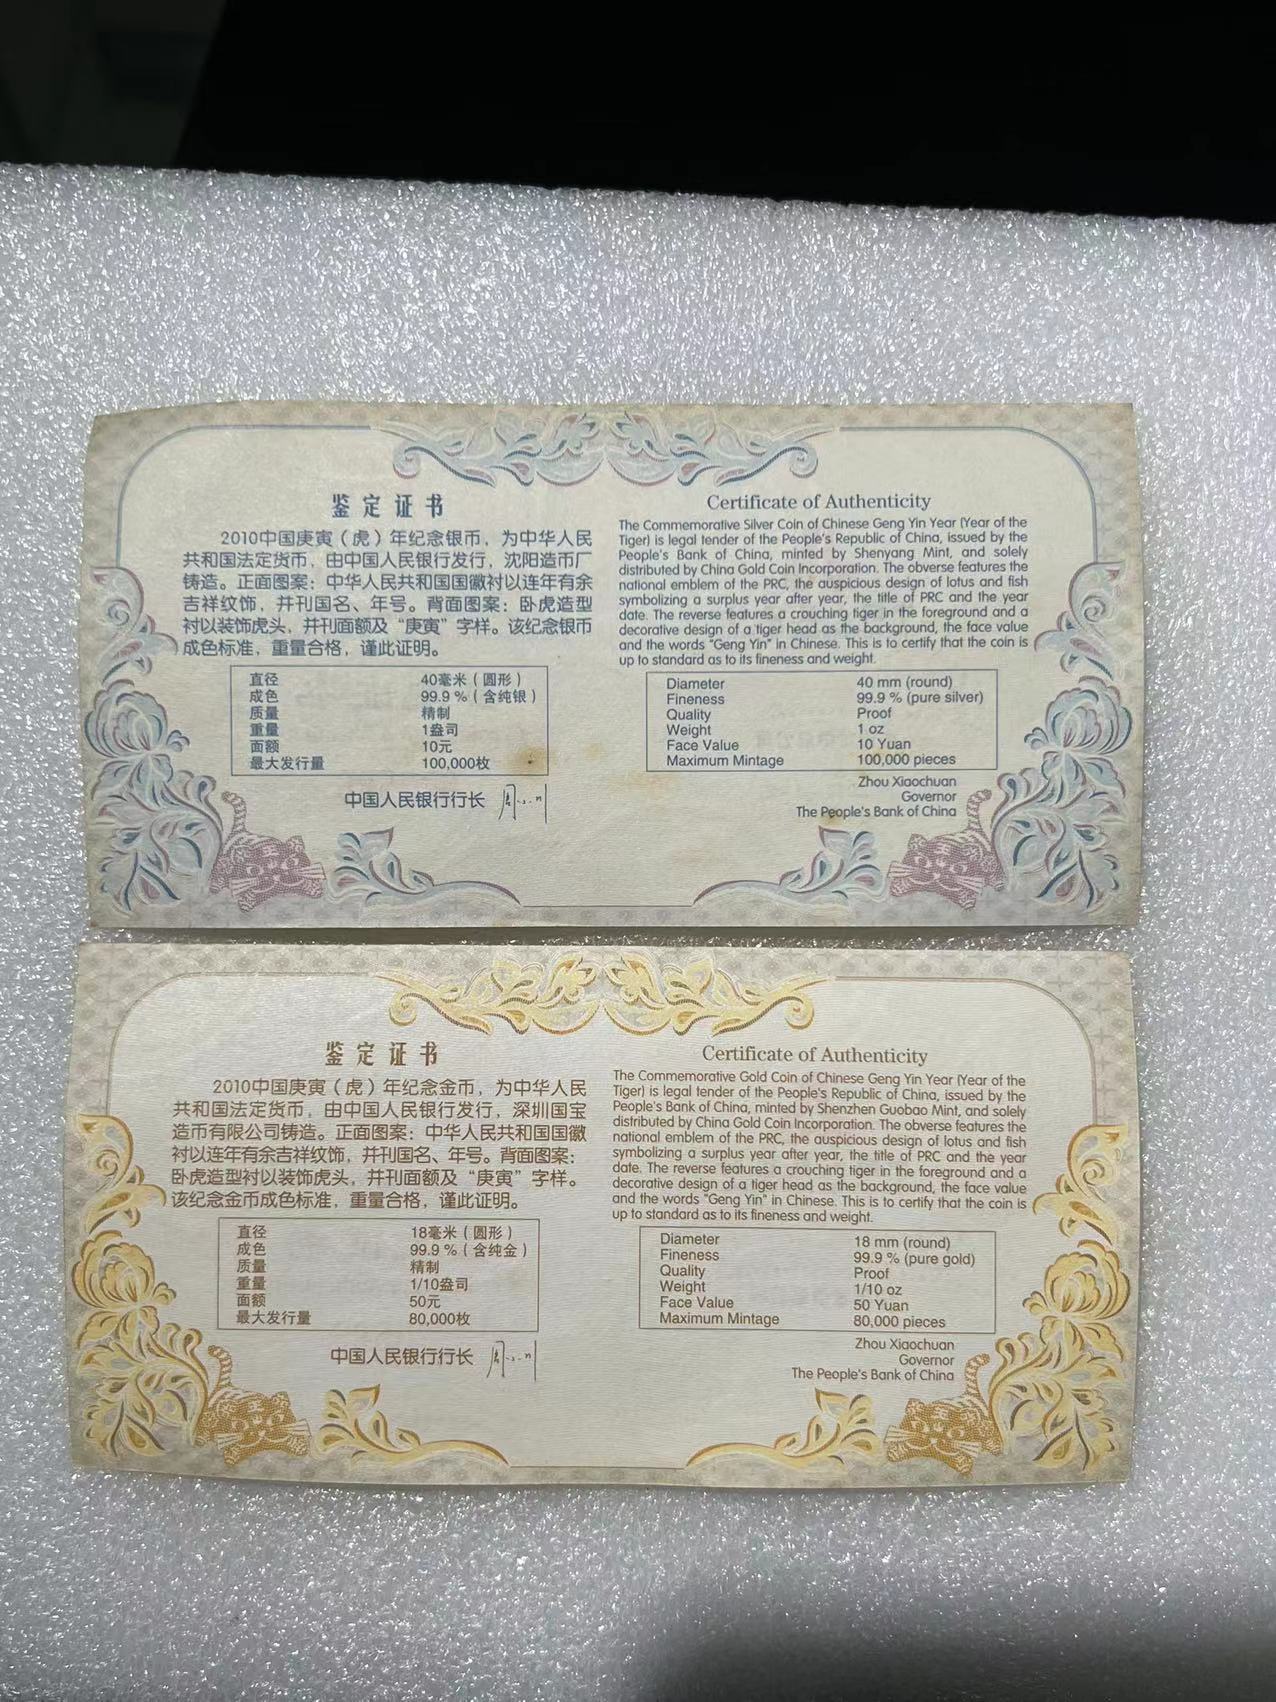 鉴定证书
2010中国庚寅（虎）年纪念银币，为中华人民
共和国法定货币，由中国人民银行发行，沈阳造币厂
铸造。正面图案：中华人民共和国国徽衬以连年有余
吉祥纹饰，并刊国名、年号。背面图案：卧虎造型
衬以装饰虎头，并刊面额及“庚寅”字样。该纪念银币
成色标准，重量合格，谨此证明。
直径 40毫米（圆形）
成色 99.9％（含纯银）
质量 精制
重量 1盎司
面额 10元
最大发行量 100,000枚
中国人民银行行长
Certificate of Authenticity
The Commemorative Silver Coin of Chinese Geng Yin Year (Year of the
Tiger) is legal tender of the People's Republic of China, issued by the
People's Bank of China, minted by Shenyang Mint, and solely
distributed by China Gold Coin Incorporation. The obverse features the
national emblem of the PRC, the auspicious design of lotus and fish
symbolizing a surplus year after year, the title of PRC and the year
date. The reverse features a crouching tiger in the foreground and a
decorative design of a tiger head as the background, the face value
and the words "Geng Yin" in Chinese. This is to certify that the coin is
up to standard as to its fineness and weight.
Diameter 40 mm (round)
Fineness 99.9 % (pure silver)
Quality Proof
Weight 1 oz
Face Value 10 Yuan
Maximum Mintage 100,000 pieces
Zhou Xiaochuan
Governor
The People's Bank of China
鉴定证书
2010中国庚寅（虎）年纪念金币，为中华人民
共和国法定货币，由中国人民银行发行，深圳国宝
造币有限公司铸造。正面图案：中华人民共和国国徽
衬以连年有余吉祥纹饰，并刊国名、年号。背面图案：
卧虎造型衬以装饰虎头，并刊面额及“庚寅”字样。
该纪念金币成色标准，重量合格，谨此证明。
直径 18毫米（圆形）
成色 99.9％（含纯金）
质量 精制
重量 1/10盎司
面额 50元
最大发行量 80,000枚
中国人民银行行长
Certificate of Authenticity
The Commemorative Gold Coin of Chinese Geng Yin Year (Year of the
Tiger) is legal tender of the People's Republic of China, issued by the
People's Bank of China, minted by Shenzhen Guobao Mint, and solely
distributed by China Gold Coin Incorporation. The obverse features the
national emblem of the PRC, the auspicious design of lotus and fish
symbolizing a surplus year after year, the title of PRC and the year
date. The reverse features a crouching tiger in the foreground and a
decorative design of a tiger head as the background, the face value
and the words "Geng Yin" in Chinese. This is to certify that the coin is
up to standard as to its fineness and weight.
Diameter 18 mm (round)
Fineness 99.9 % (pure gold)
Quality Proof
Weight 1/10 oz
Face Value 50 Yuan
Maximum Mintage 80,000 pieces
Zhou Xiaochuan
Governor
The People's Bank of China